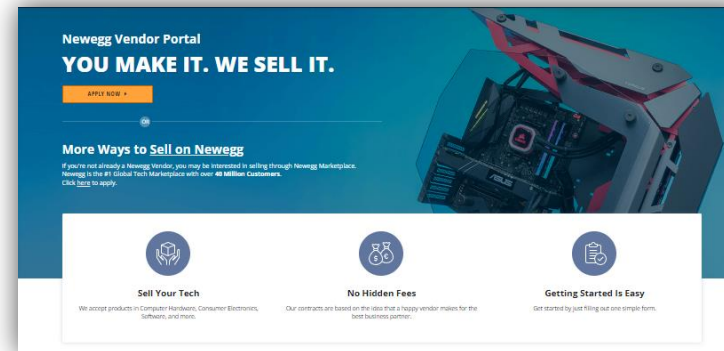 Newegg Vendor Portal
YOU MAKE IT. WE SELL IT.
APPLY NOW
OR
More Ways to Sell on Newegg
If you're not already a Newegg Vendor, you may be interested in selling through Newegg Marketplace.
Newegg is the #1 Global Tech Marketplace with over 40 Million Customers.
Click here to apply.
ASUS
Sell Your Tech
We accept products in Computer Hardware, Consumer Electronics,
Software, and more.
No Hidden Fees
Our contracts are based on the idea that a happy vendor makes for the
best business partner.
Getting Started Is Easy
Get started by just filling out one simple form.